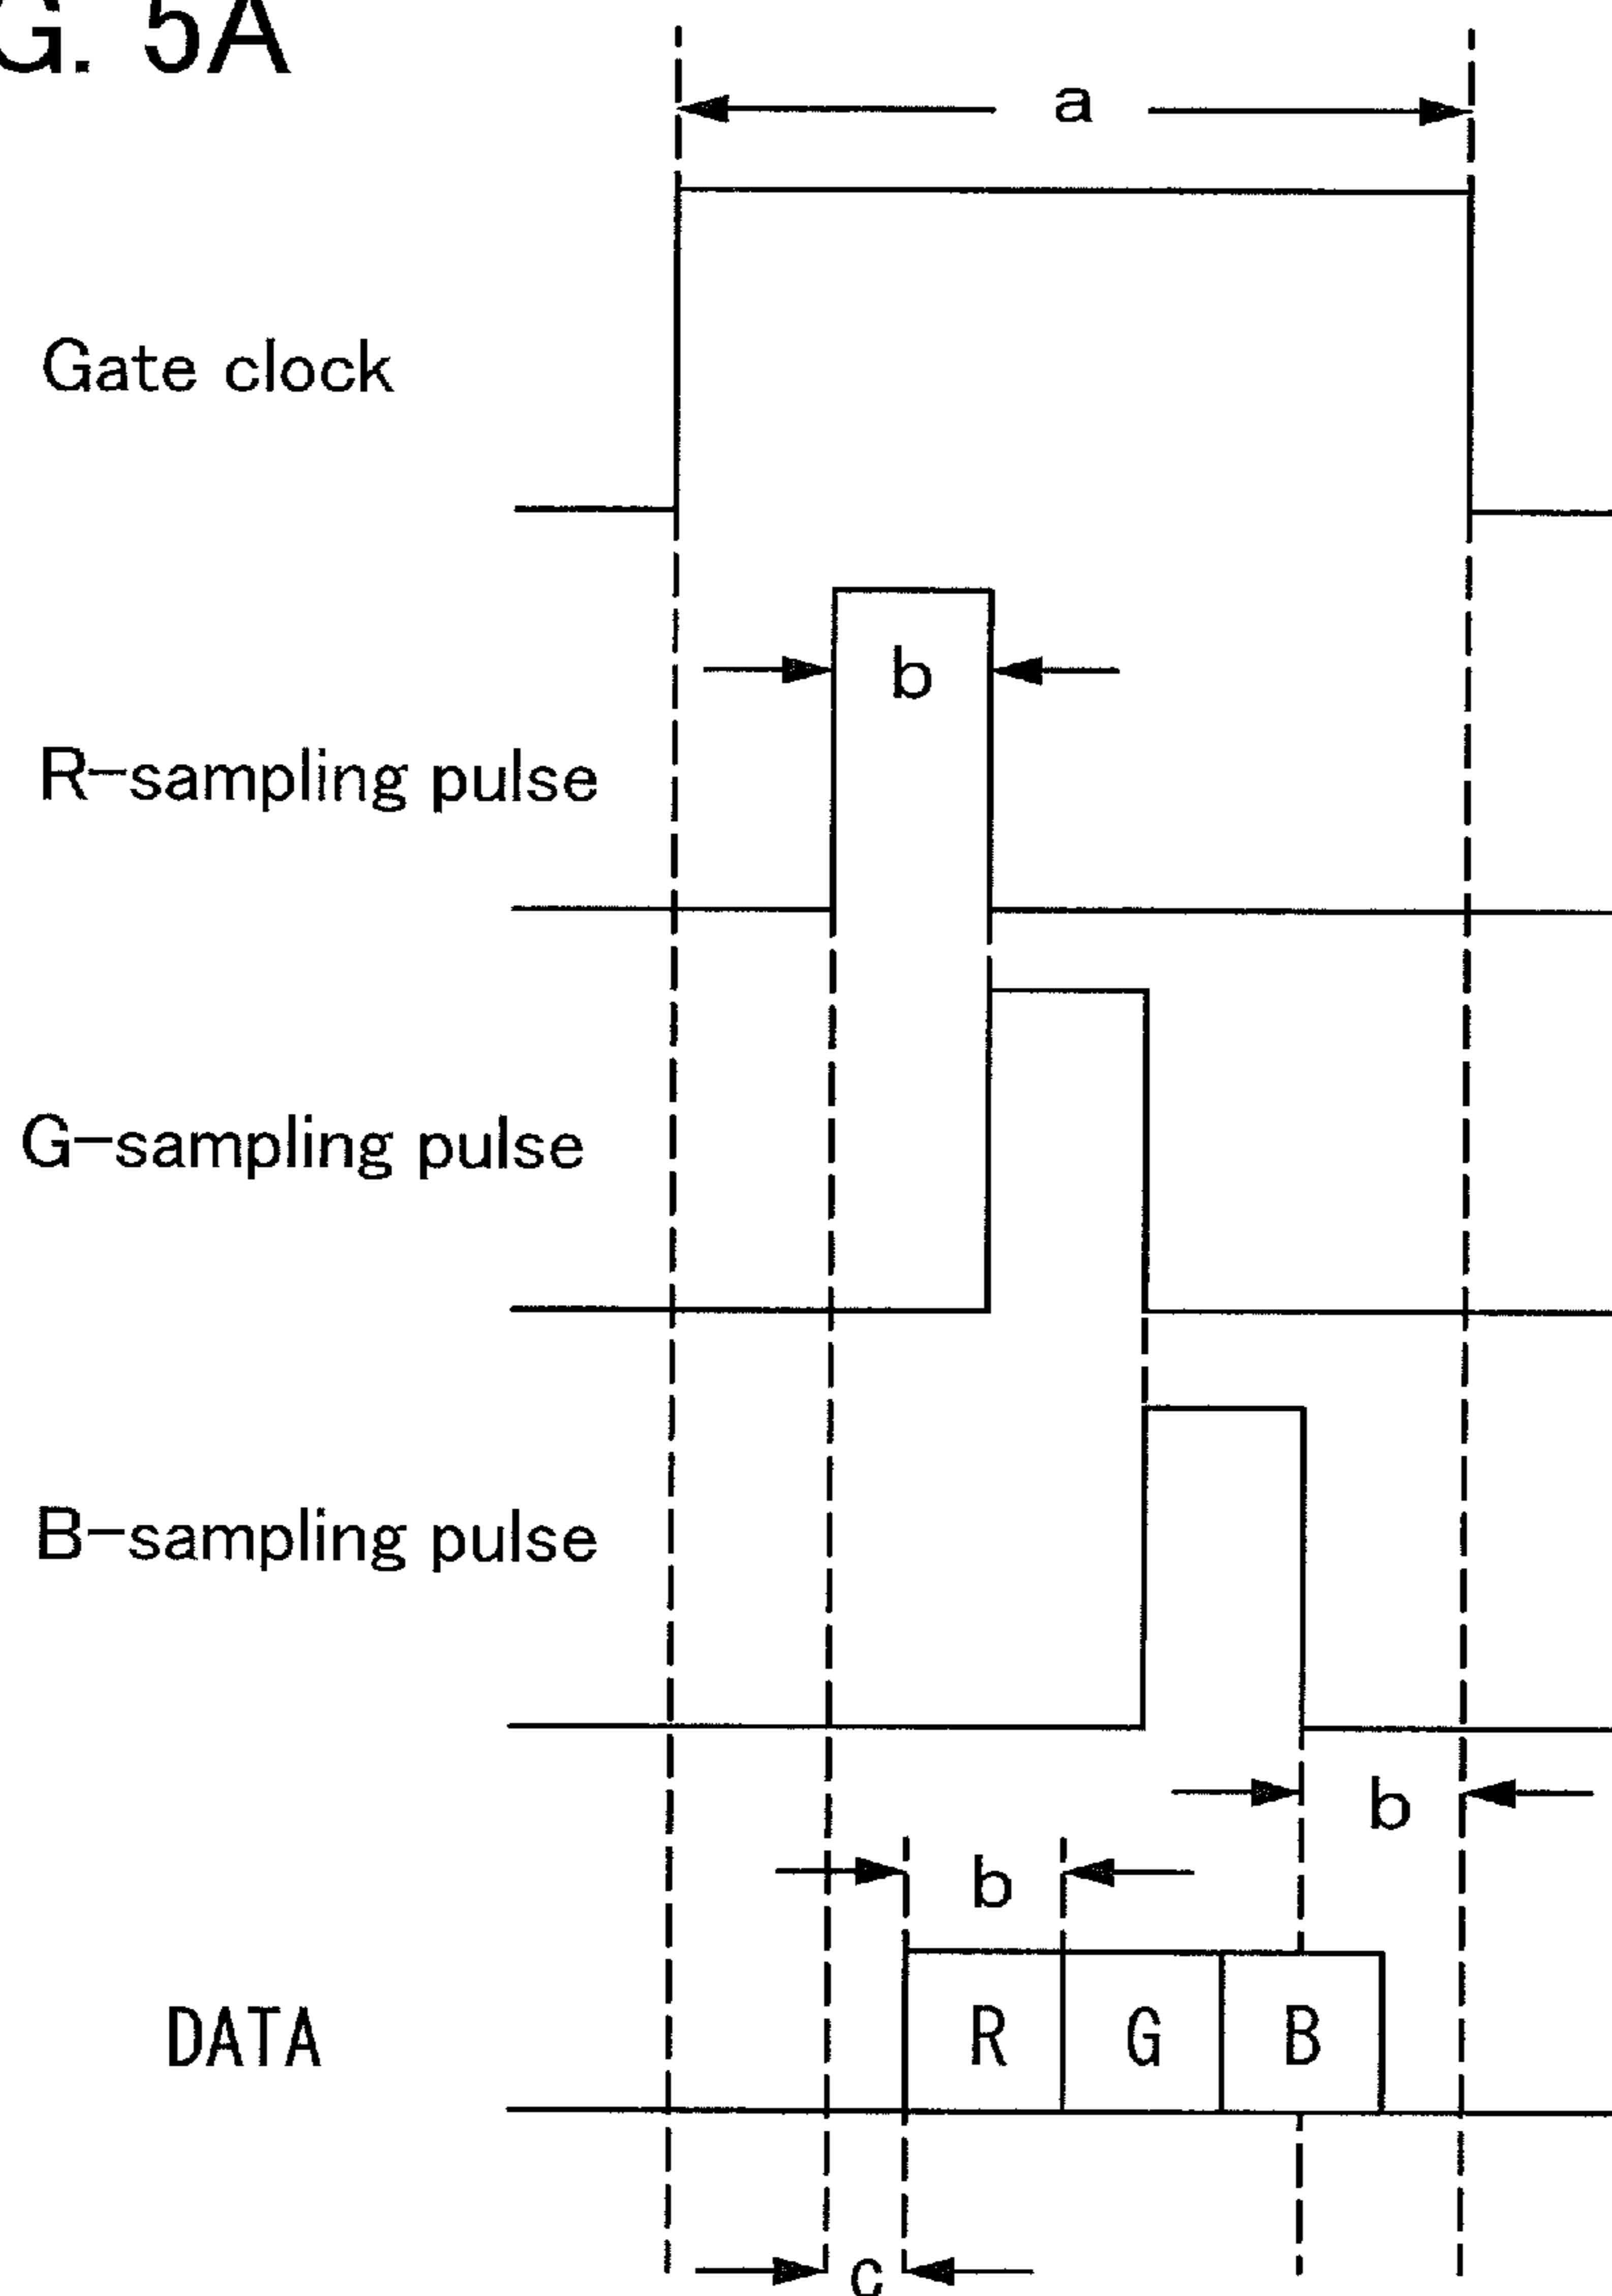 G. 5A
a
Gate clock
b
R-sampling pulse
G-sampling pulse
B-sampling pulse
b
b
DATA
R G B
c